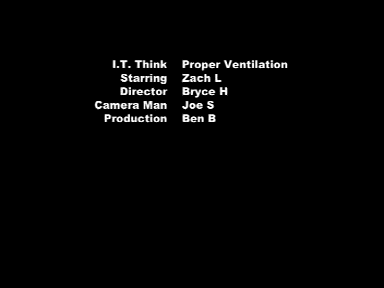 I.T. Think Proper Ventilation
Starring Zach L
Director Bryce H
Camera Man Joe S
Production Ben B